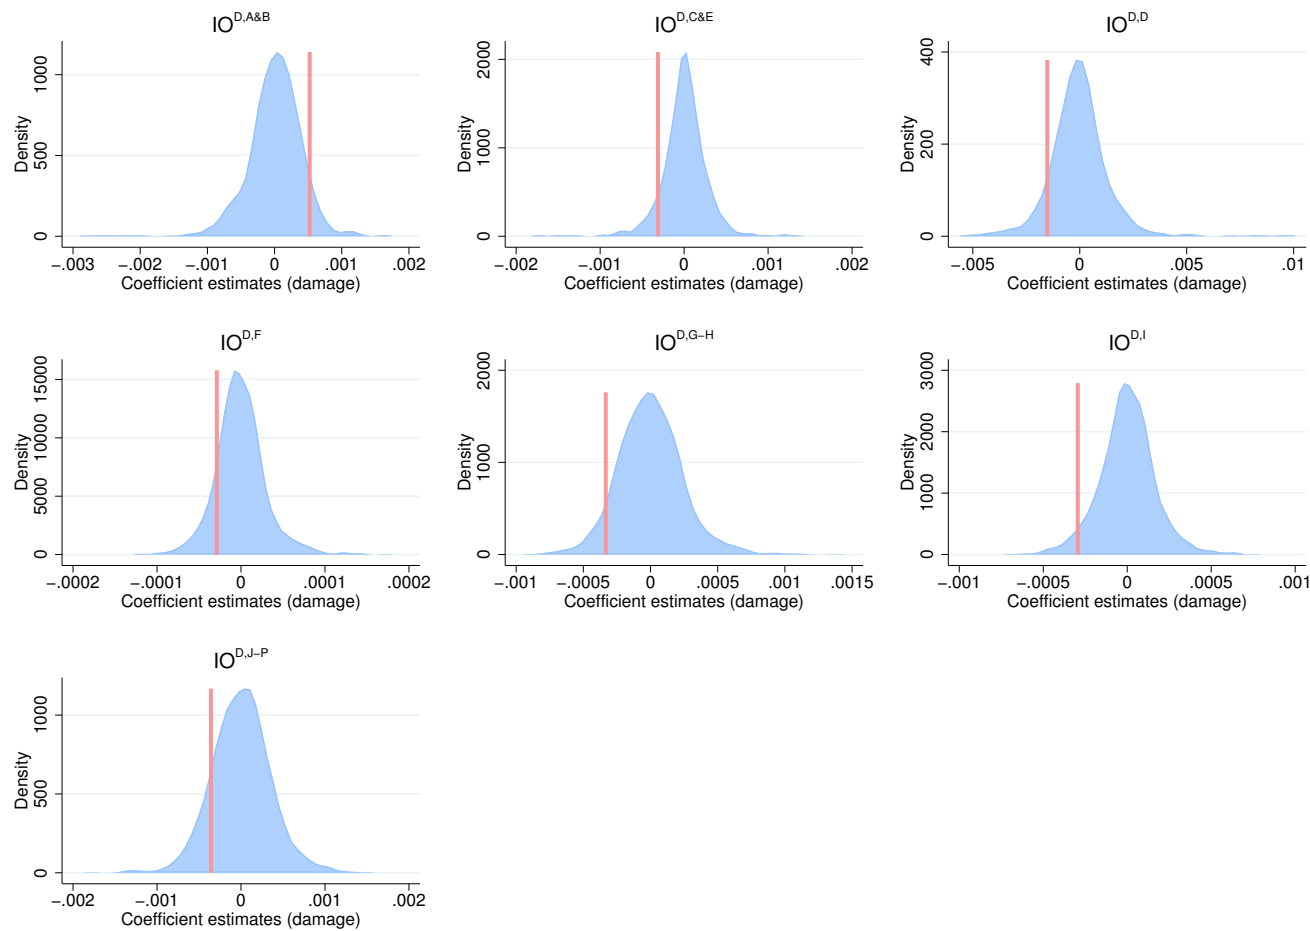 IO^D,A&B
Density
0
500
1000
−.003 −.002 −.001 0 .001 .002
Coefficient estimates (damage)
IO^D,C&E
Density
0
1000
2000
−.002 −.001 0 .001 .002
Coefficient estimates (damage)
IO^D,D
Density
0
200
400
−.005 0 .005 .01
Coefficient estimates (damage)
IO^D,F
Density
0
5000
10000
15000
−.0002 −.0001 0 .0001 .0002
Coefficient estimates (damage)
IO^D,G−H
Density
0
1000
2000
−.001 −.0005 0 .0005 .001 .0015
Coefficient estimates (damage)
IO^D,I
Density
0
1000
2000
3000
−.001 −.0005 0 .0005 .001
Coefficient estimates (damage)
IO^D,J−P
Density
0
500
1000
−.002 −.001 0 .001 .002
Coefficient estimates (damage)